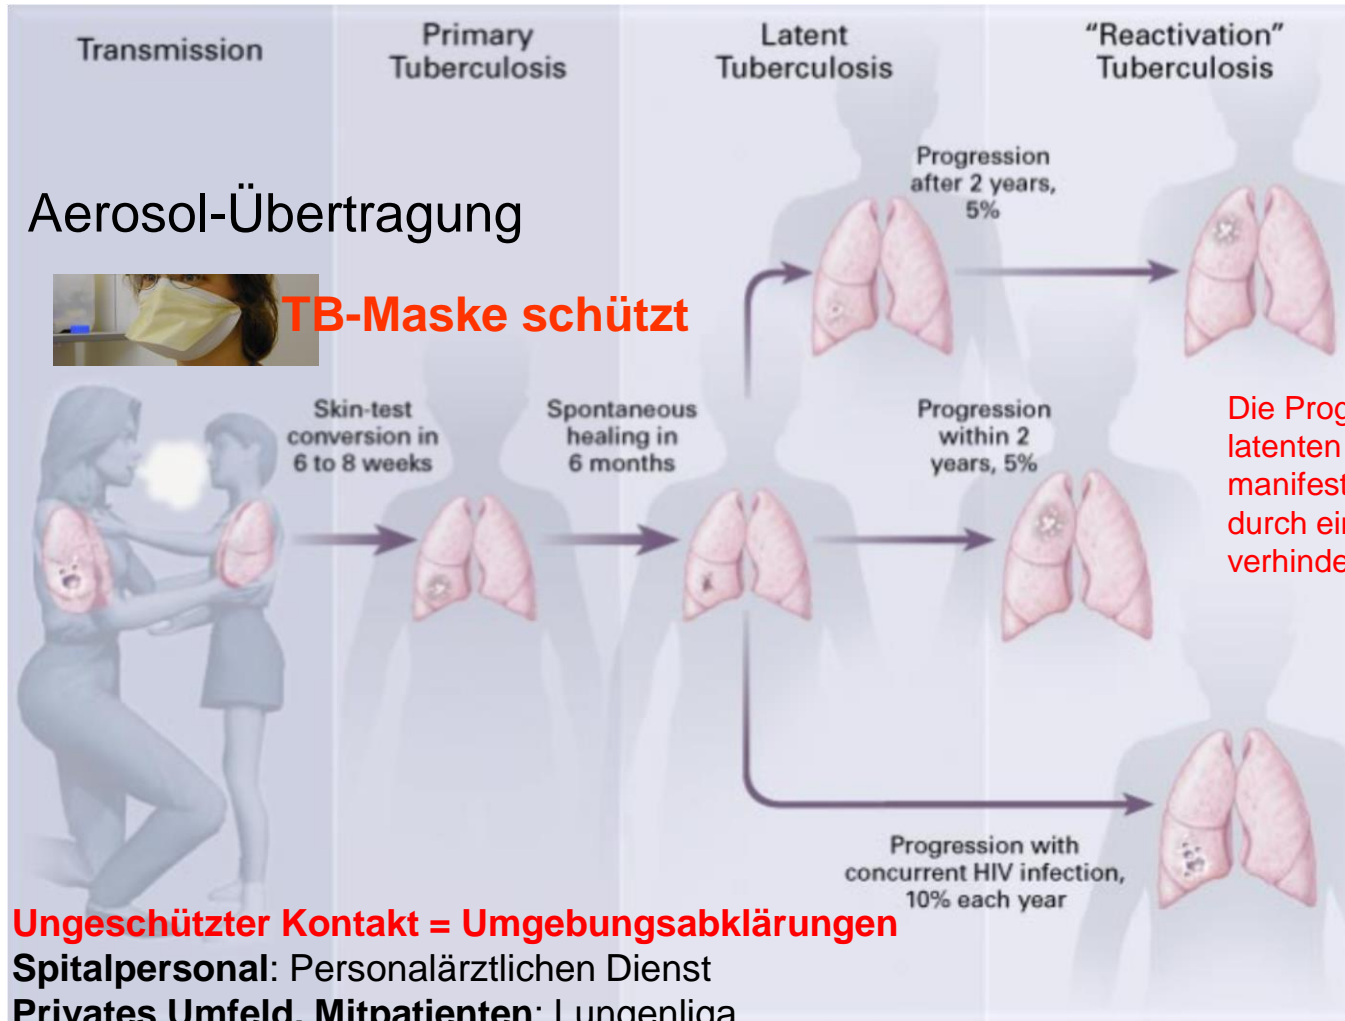 Transmission
Primary
Tuberculosis
Latent
Tuberculosis
“Reactivation”
Tuberculosis
Progression
after 2 years,
5%
Aerosol-Übertragung
TB-Maske schützt
Skin-test
conversion in
6 to 8 weeks
Spontaneous
healing in
6 months
Progression
within 2
years, 5%
Die Prog
latenten
manifest
durch ein
verhinde
Progression with
concurrent HIV infection,
10% each year
Ungeschützter Kontakt = Umgebungsabklärungen
Spitalpersonal: Personalärztlichen Dienst
Privates Umfeld, Mitpatienten: Lungenliga